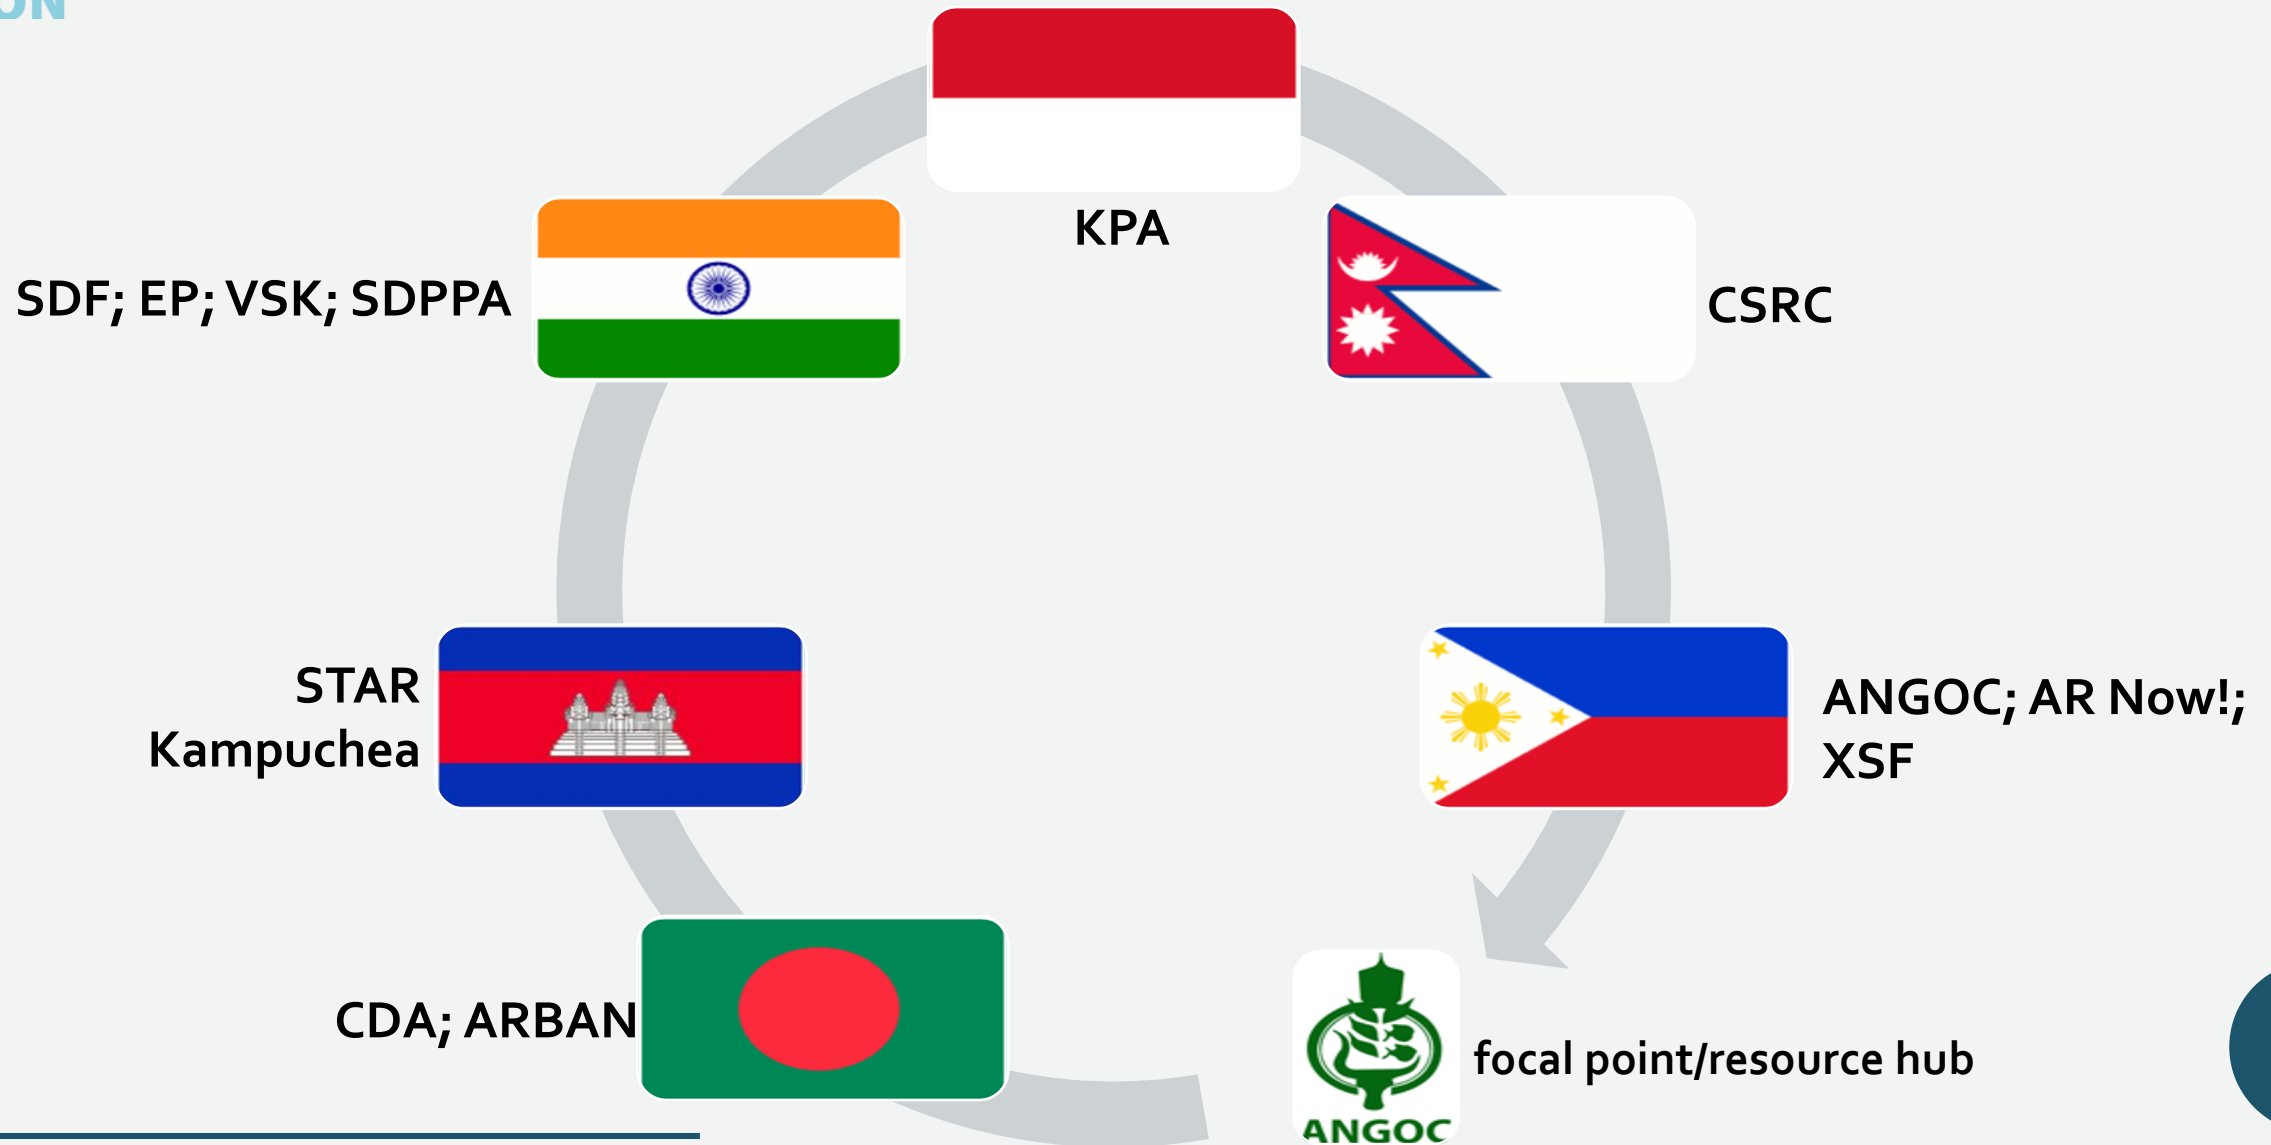 ON
KPA
SDF; EP; VSK; SDPPA
CSRC
STAR
Kampuchea
ANGOC; AR Now!;
XSF
CDA; ARBAN
focal point/resource hub
ANGOC